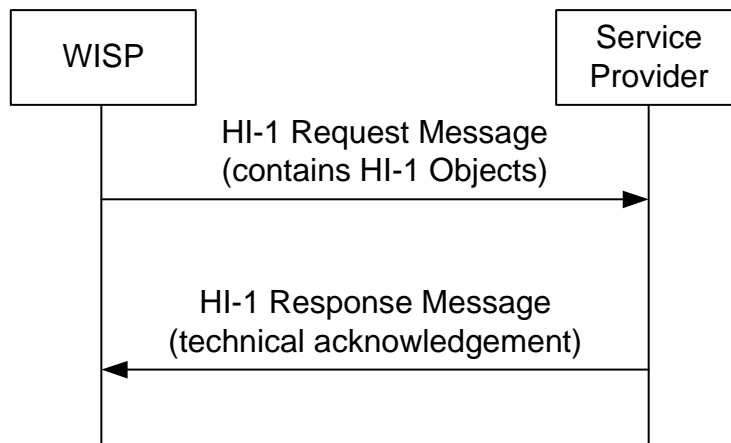 WISP
Service
Provider
HI-1 Request Message
(contains HI-1 Objects)
HI-1 Response Message
(technical acknowledgement)